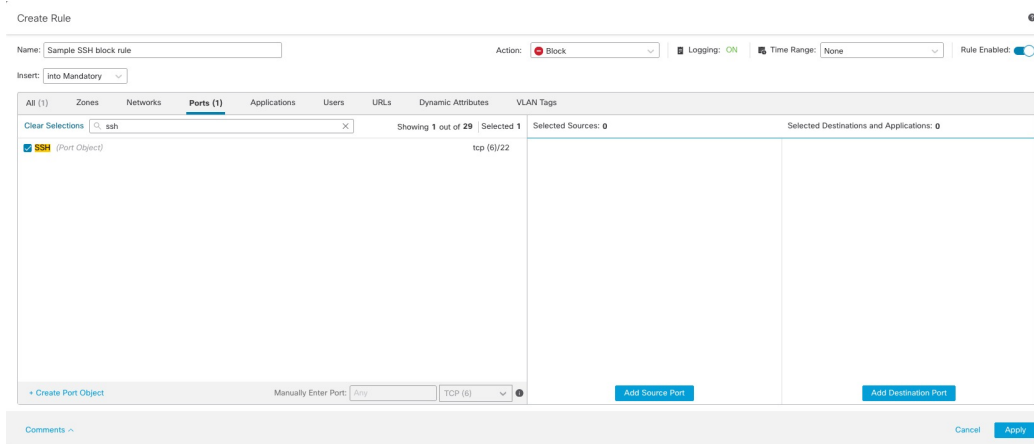 Create Rule
Name: Sample SSH block rule Action: Block Logging: ON Time Range: None Rule Enabled:
Insert: into Mandatory
All (1) Zones Networks Ports (1) Applications Users URLs Dynamic Attributes VLAN Tags
Clear Selections ssh Showing 1 out of 29 Selected 1 Selected Sources: 0 Selected Destinations and Applications: 0
SSH (Port Object) tcp (6)/22
+ Create Port Object Manually Enter Port: Any TCP (6) Add Source Port Add Destination Port
Comments Cancel Apply